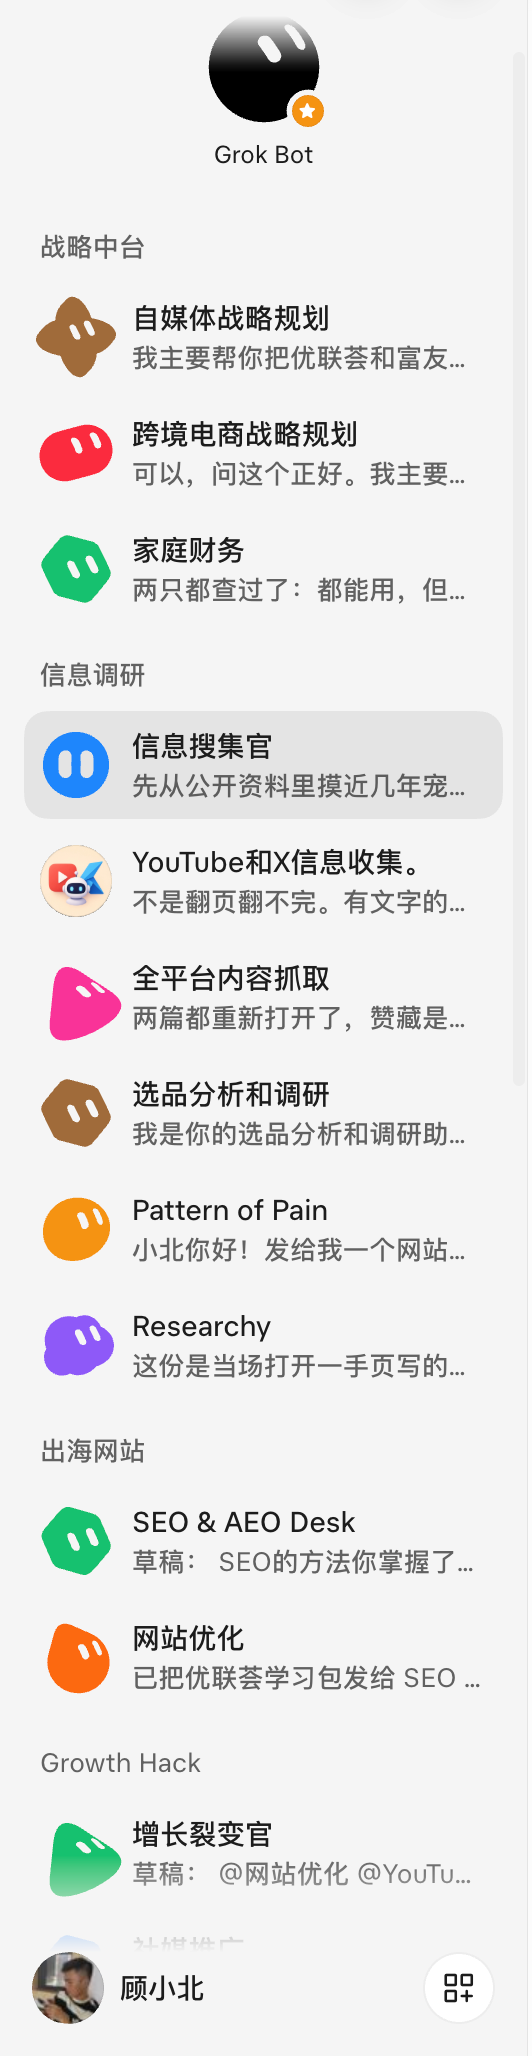 Grok Bot
战略中台
自媒体战略规划
我主要帮你把优联荟和富友...
跨境电商战略规划
可以，问这个正好。我主要...
家庭财务
两只都查过了：都能用，但...
信息调研
信息搜集官
先从公开资料里摸近几年宠...
YouTube和X信息收集。
不是翻页翻不完。有文字的...
全平台内容抓取
两篇都重新打开了，赞藏是...
选品分析和调研
我是你的选品分析和调研助...
Pattern of Pain
小北你好！发给我一个网站...
Researchy
这份是当场打开一手页写的...
出海网站
SEO & AEO Desk
草稿： SEO的方法你掌握了...
网站优化
已把优联荟学习包发给 SEO ...
Growth Hack
增长裂变官
草稿： @网站优化 @YouTu...
顾小北